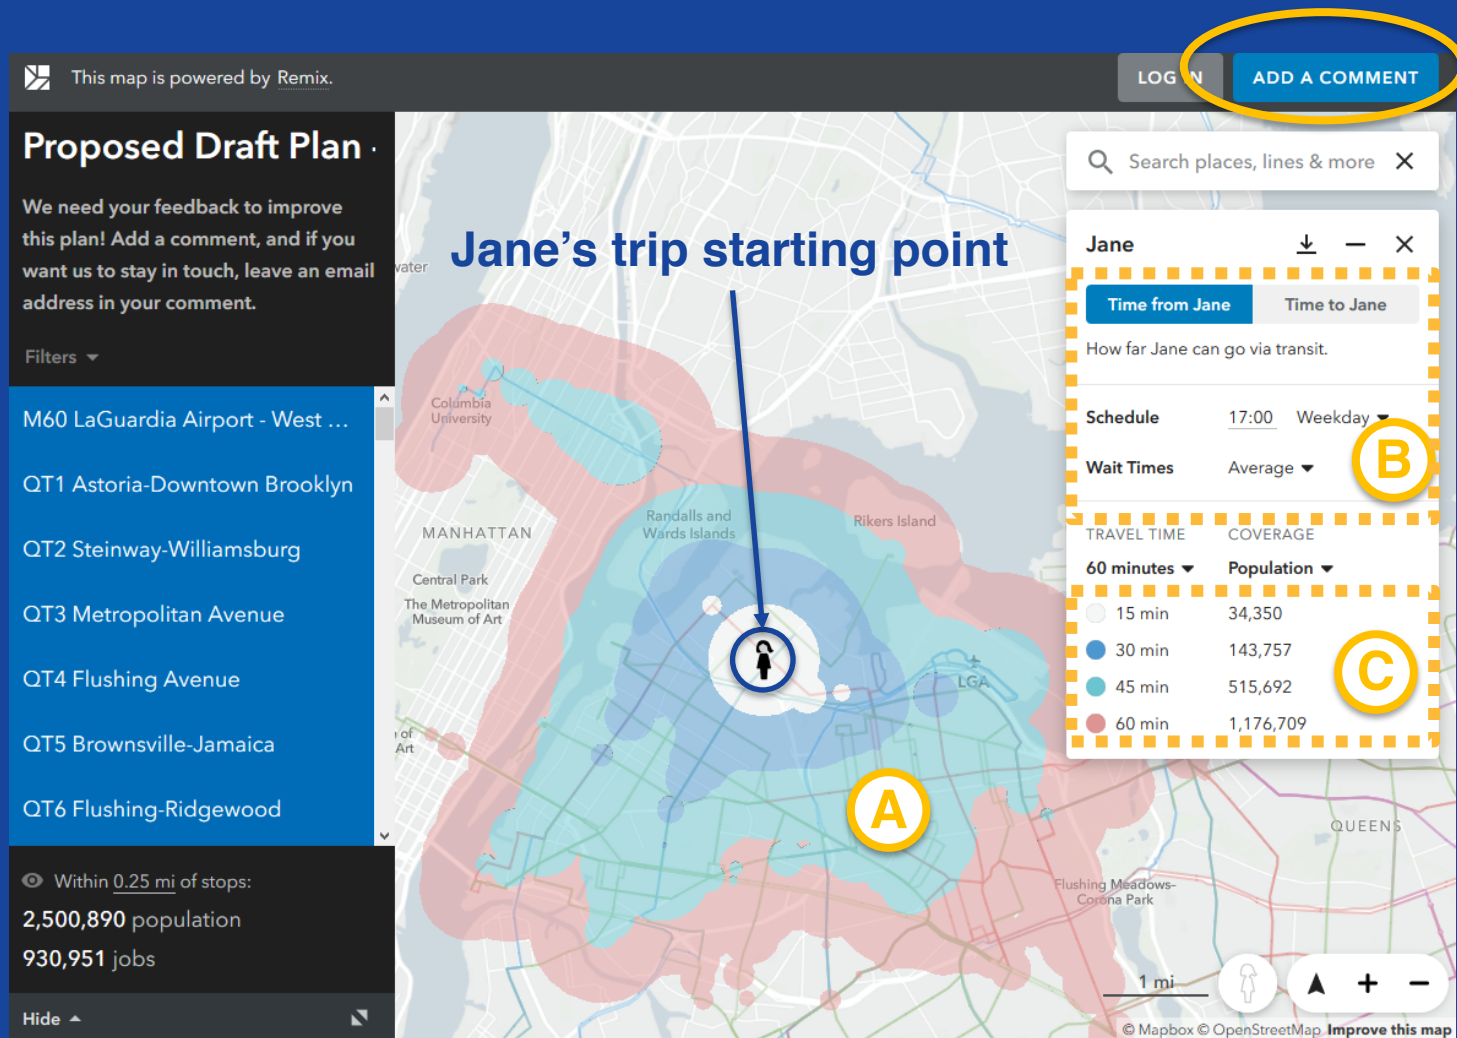 This map is powered by Remix.
LOG IN
ADD A COMMENT
Proposed Draft Plan
We need your feedback to improve
this plan! Add a comment, and if you
want us to stay in touch, leave an email
address in your comment.
Filters
M60 LaGuardia Airport - West ...
QT1 Astoria-Downtown Brooklyn
QT2 Steinway-Williamsburg
QT3 Metropolitan Avenue
QT4 Flushing Avenue
QT5 Brownsville-Jamaica
QT6 Flushing-Ridgewood
Within 0.25 mi of stops:
2,500,890 population
930,951 jobs
Hide
Jane's trip starting point
water
Columbia
University
MANHATTAN
Randalls and
Wards Islands
Rikers Island
Central Park
The Metropolitan
Museum of Art
of
Art
LGA
A
QUEENS
Flushing Meadows-
Corona Park
Search places, lines & more
Jane
Time from Jane
Time to Jane
How far Jane can go via transit.
Schedule 17:00 Weekday
Wait Times Average
B
TRAVEL TIME COVERAGE
60 minutes Population
15 min 34,350
30 min 143,757
45 min 515,692
60 min 1,176,709
C
1 mi
© Mapbox © OpenStreetMap Improve this map